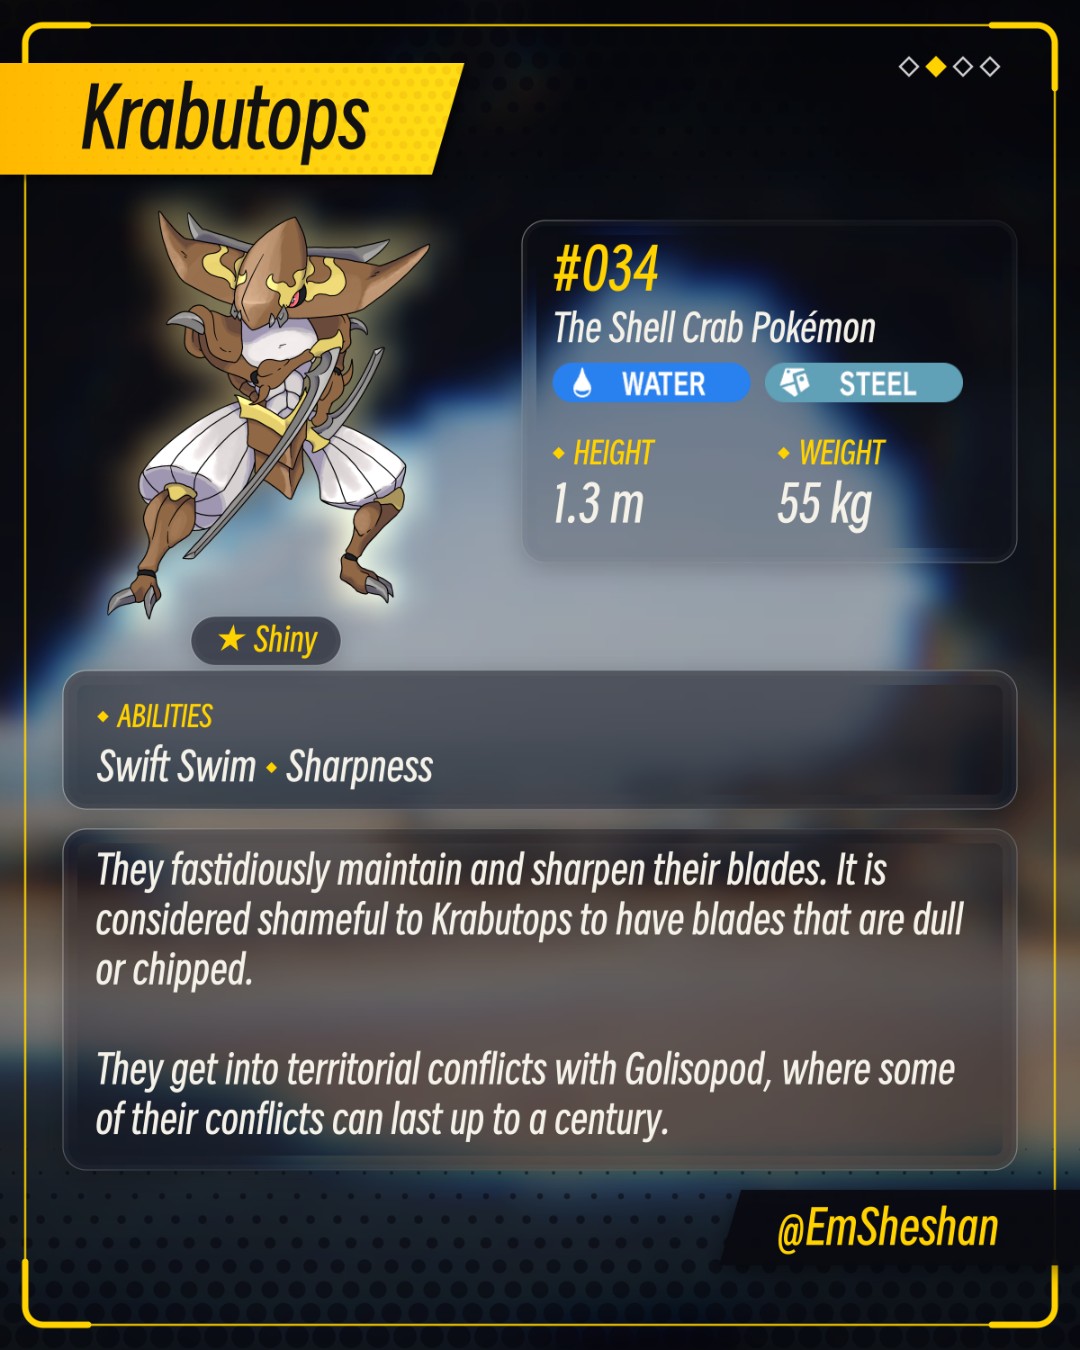 Krabutops
#034
The Shell Crab Pokémon
WATER STEEL
HEIGHT WEIGHT
1.3 m 55 kg
Shiny
ABILITIES
Swift Swim • Sharpness
They fastidiously maintain and sharpen their blades. It is
considered shameful to Krabutops to have blades that are dull
or chipped.
They get into territorial conflicts with Golisopod, where some
of their conflicts can last up to a century.
@EmSheshan